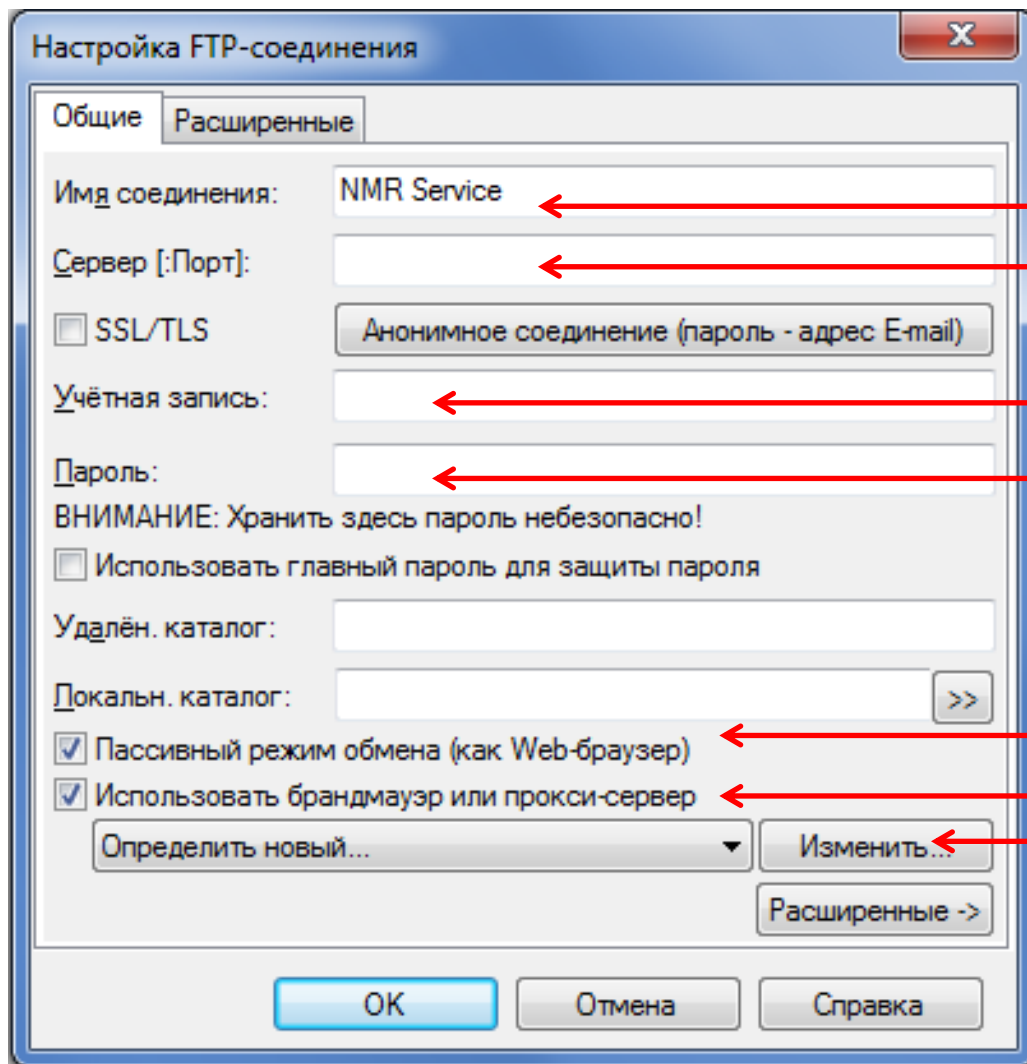 Настройка FTP-соединения
x
Общие Расширенные
Имя соединения: NMR Service
Сервер [:Порт]:
SSL/TLS Анонимное соединение (пароль - адрес E-mail)
Учётная запись:
Пароль:
ВНИМАНИЕ: Хранить здесь пароль небезопасно!
Использовать главный пароль для защиты пароля
Удалён. каталог:
Локальн. каталог: >>
Пассивный режим обмена (как Web-браузер)
Использовать брандмауэр или прокси-сервер
Определить новый... Изменить...
Расширенные ->
OK Отмена Справка